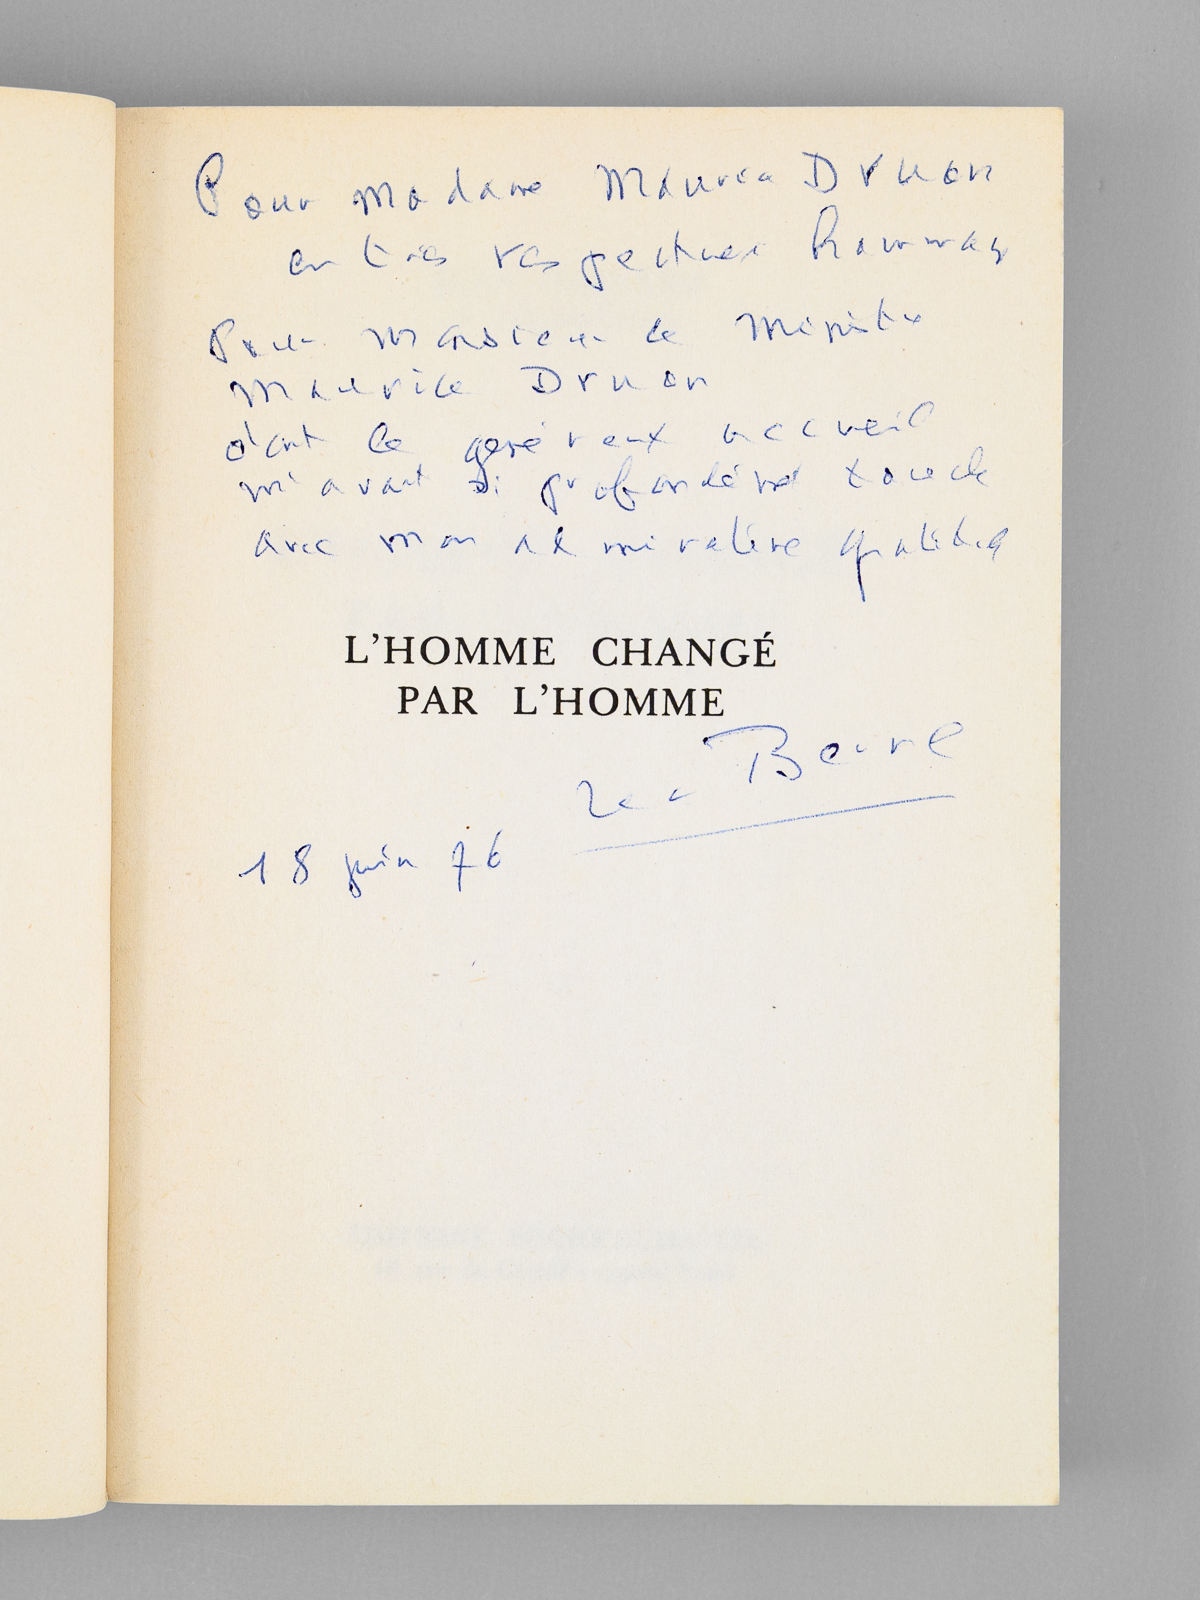 Pour Madame Maurice Druon
en très respectueux hommage
Pour Monsieur le Ministre
Maurice Druon
dont le généreux accueil
m'avait si profondément touché
avec mon admirative gratitude
L'HOMME CHANGÉ
PAR L'HOMME
Bernard
18 juin 76